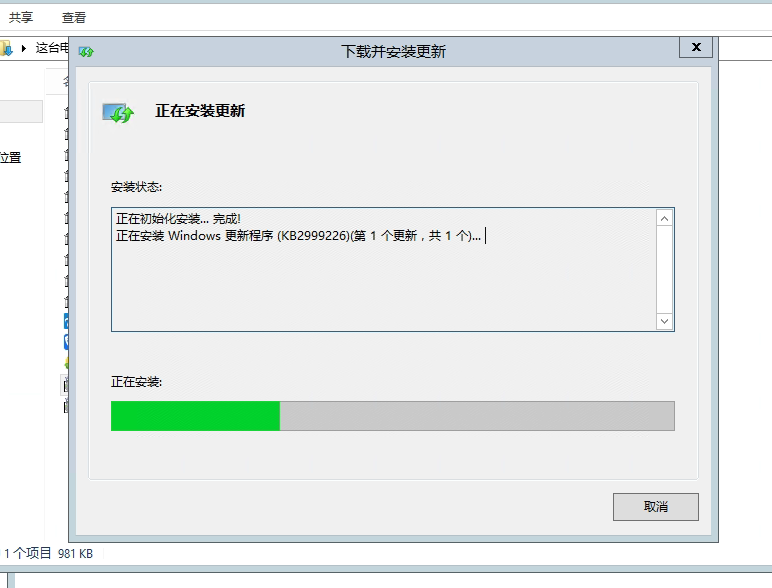 共享 查看
这台电
下载并安装更新
正在安装更新
位置
安装状态:
正在初始化安装... 完成!
正在安装 Windows 更新程序 (KB2999226)(第 1 个更新，共 1 个)...
正在安装:
取消
1 个项目 981 KB